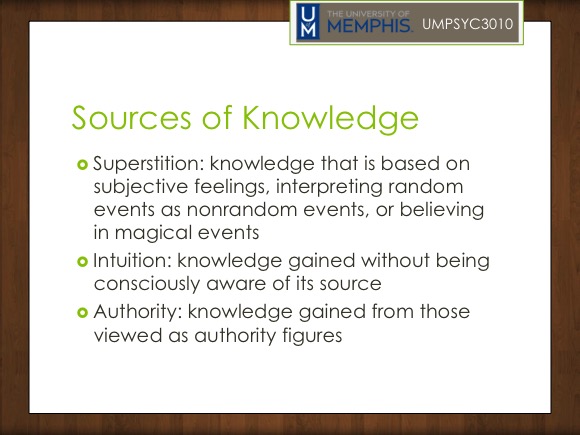 UM
THE UNIVERSITY OF
MEMPHIS.
UMPSYC3010
Sources of Knowledge
Superstition: knowledge that is based on
subjective feelings, interpreting random
events as nonrandom events, or believing
in magical events
Intuition: knowledge gained without being
consciously aware of its source
Authority: knowledge gained from those
viewed as authority figures